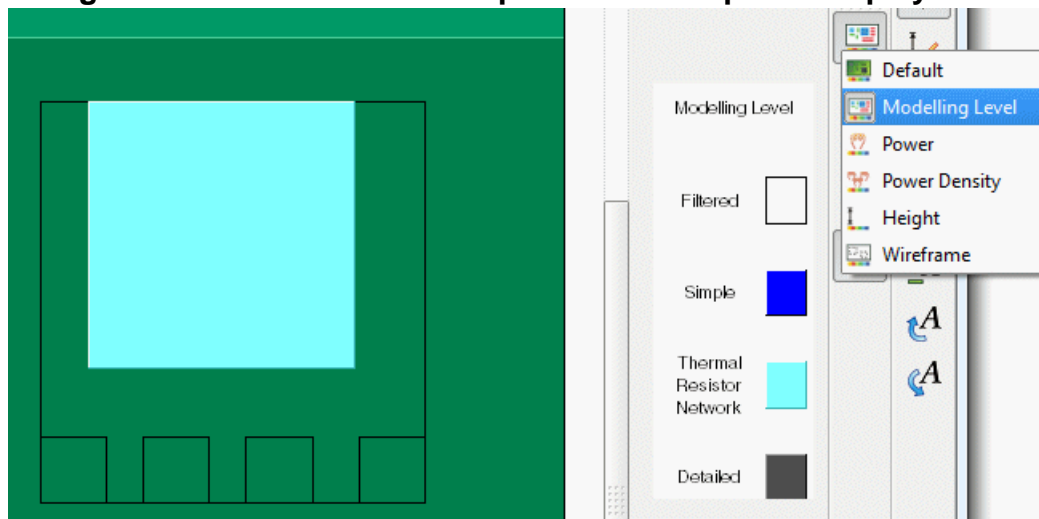 Modelling Level
Filtered
Simple
Thermal
Resistor
Network
Detailed
Default
Modelling Level
Power
Power Density
Height
Wireframe
A
A